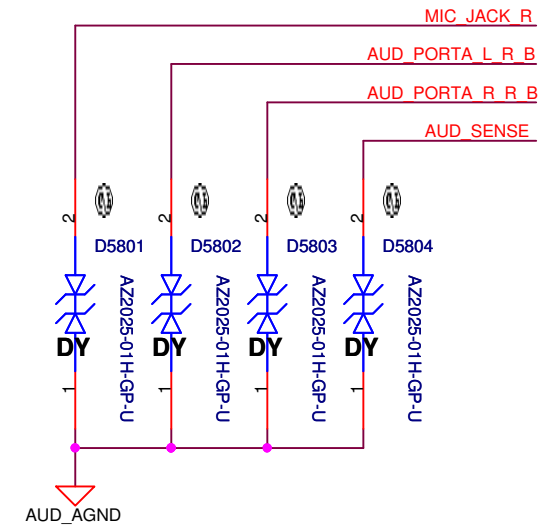 MIC_JACK_R
AUD_PORTA_L_R_B
AUD_PORTA_R_R_B
AUD_SENSE
2
2
2
2
D5801
D5802
D5803
D5804
AZ2025-01H-GP-U
AZ2025-01H-GP-U
AZ2025-01H-GP-U
AZ2025-01H-GP-U
DY
DY
DY
DY
1
1
1
1
AUD_AGND